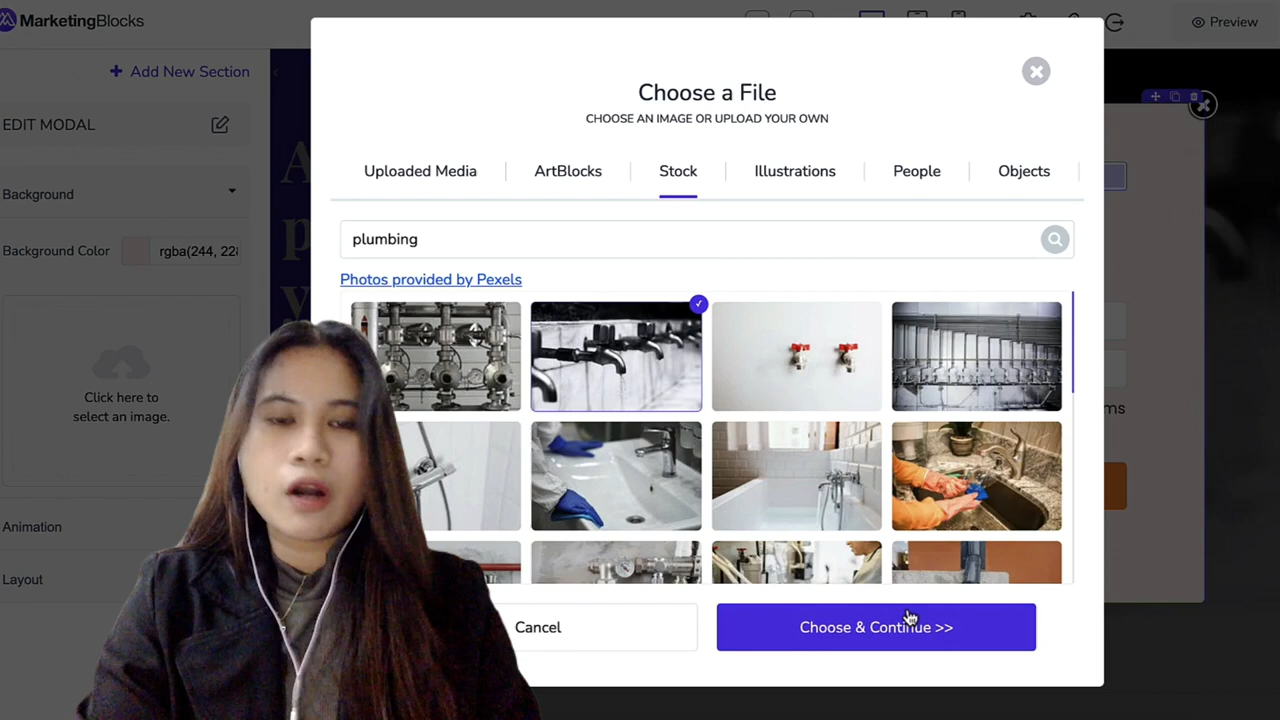 MarketingBlocks
Preview
Add New Section
EDIT MODAL
Background
Background Color
rgba(244, 22
Click here to
select an image.
Animation
Layout
Choose a File
CHOOSE AN IMAGE OR UPLOAD YOUR OWN
Uploaded Media
ArtBlocks
Stock
Illustrations
People
Objects
plumbing
Photos provided by Pexels
Cancel
Choose & Continue >>
ms